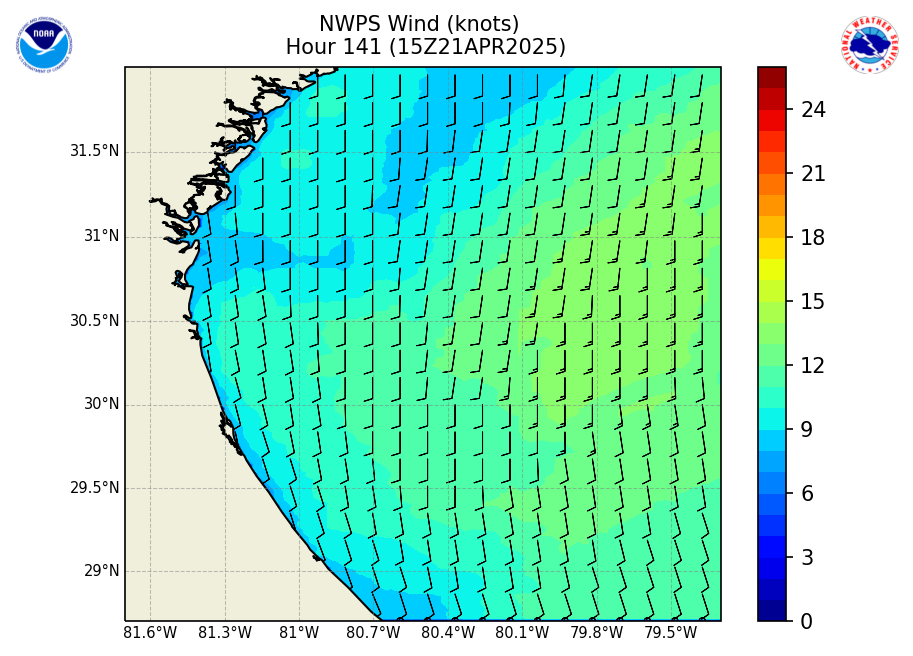 NWPS Wind (knots)
Hour 141 (15Z21APR2025)
NOAA
NATIONAL WEATHER SERVICE
31.5°N
31°N
30.5°N
30°N
29.5°N
29°N
81.6°W 81.3°W 81°W 80.7°W 80.4°W 80.1°W 79.8°W 79.5°W
24
21
18
15
12
9
6
3
0